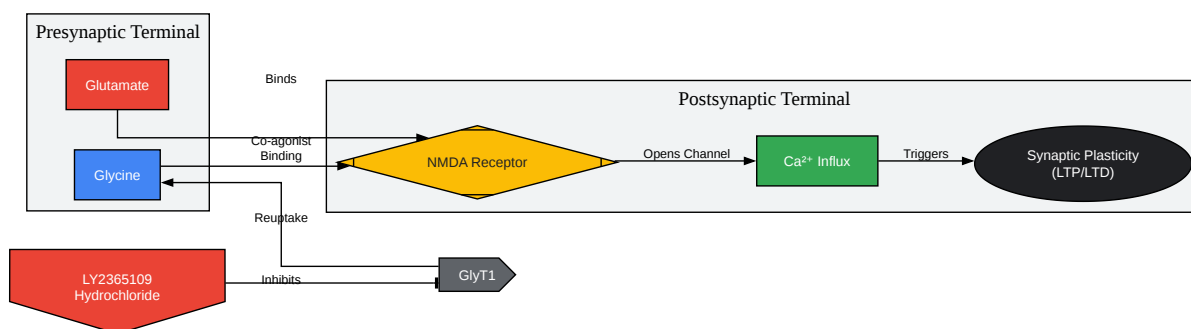 Presynaptic Terminal
Glutamate
Glycine
Binds
Co-agonist
Binding
Reuptake
Postsynaptic Terminal
NMDA Receptor
Opens Channel
Ca²⁺ Influx
Triggers
Synaptic Plasticity
(LTP/LTD)
LY2365109
Hydrochloride
Inhibits
GlyT1